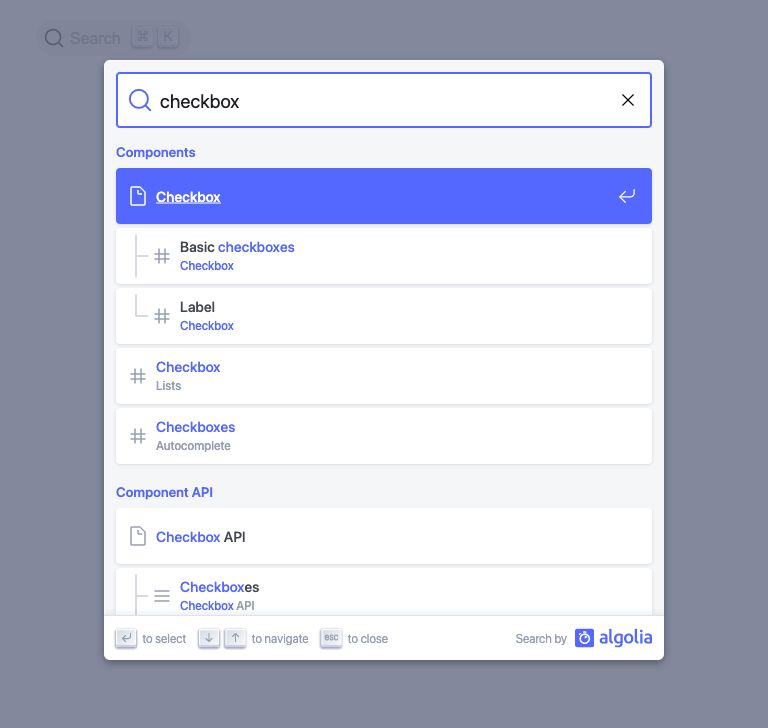 Search ⌘ K
checkbox
Components
Checkbox
Basic checkboxes
Checkbox
Label
Checkbox
Checkbox
Lists
Checkboxes
Autocomplete
Component API
Checkbox API
Checkboxes
Checkbox API
to select to navigate esc to close Search by algolia